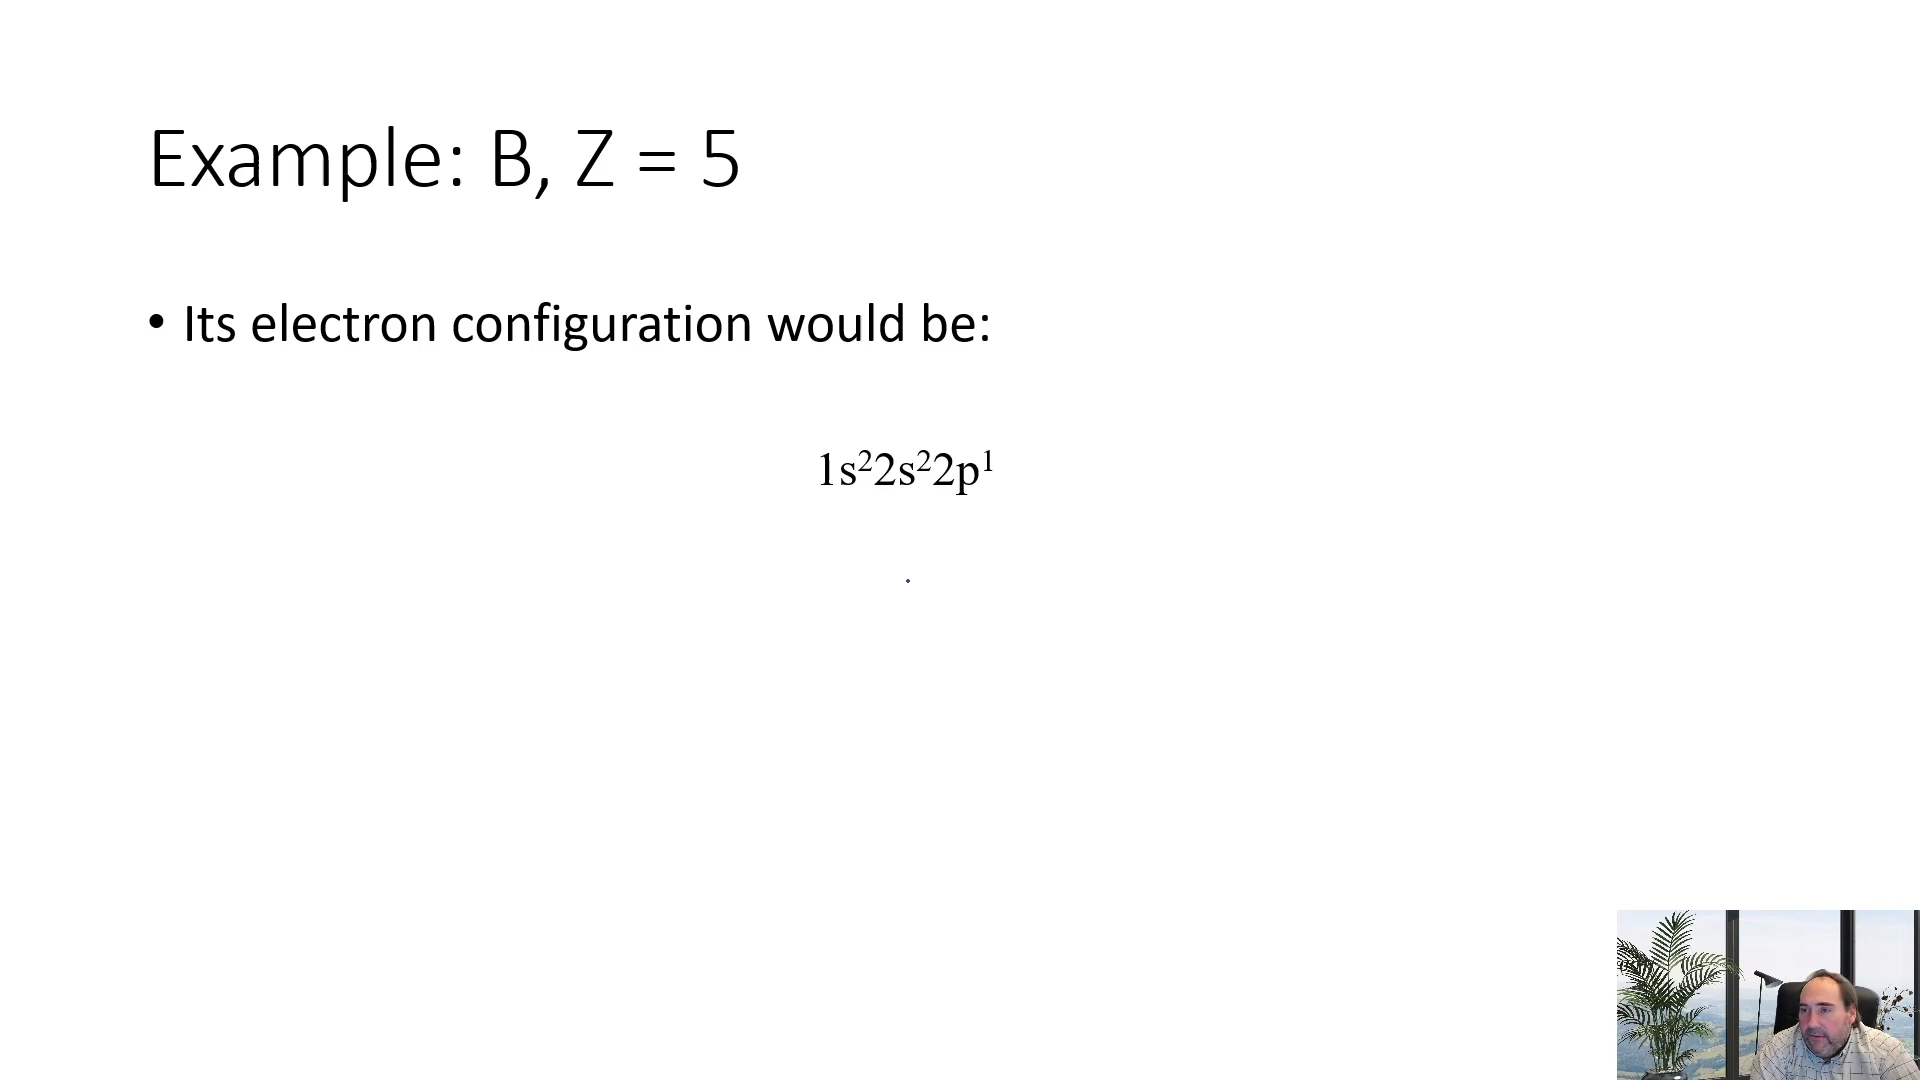 Example: B, Z = 5
• Its electron configuration would be:
1s²2s²2p¹